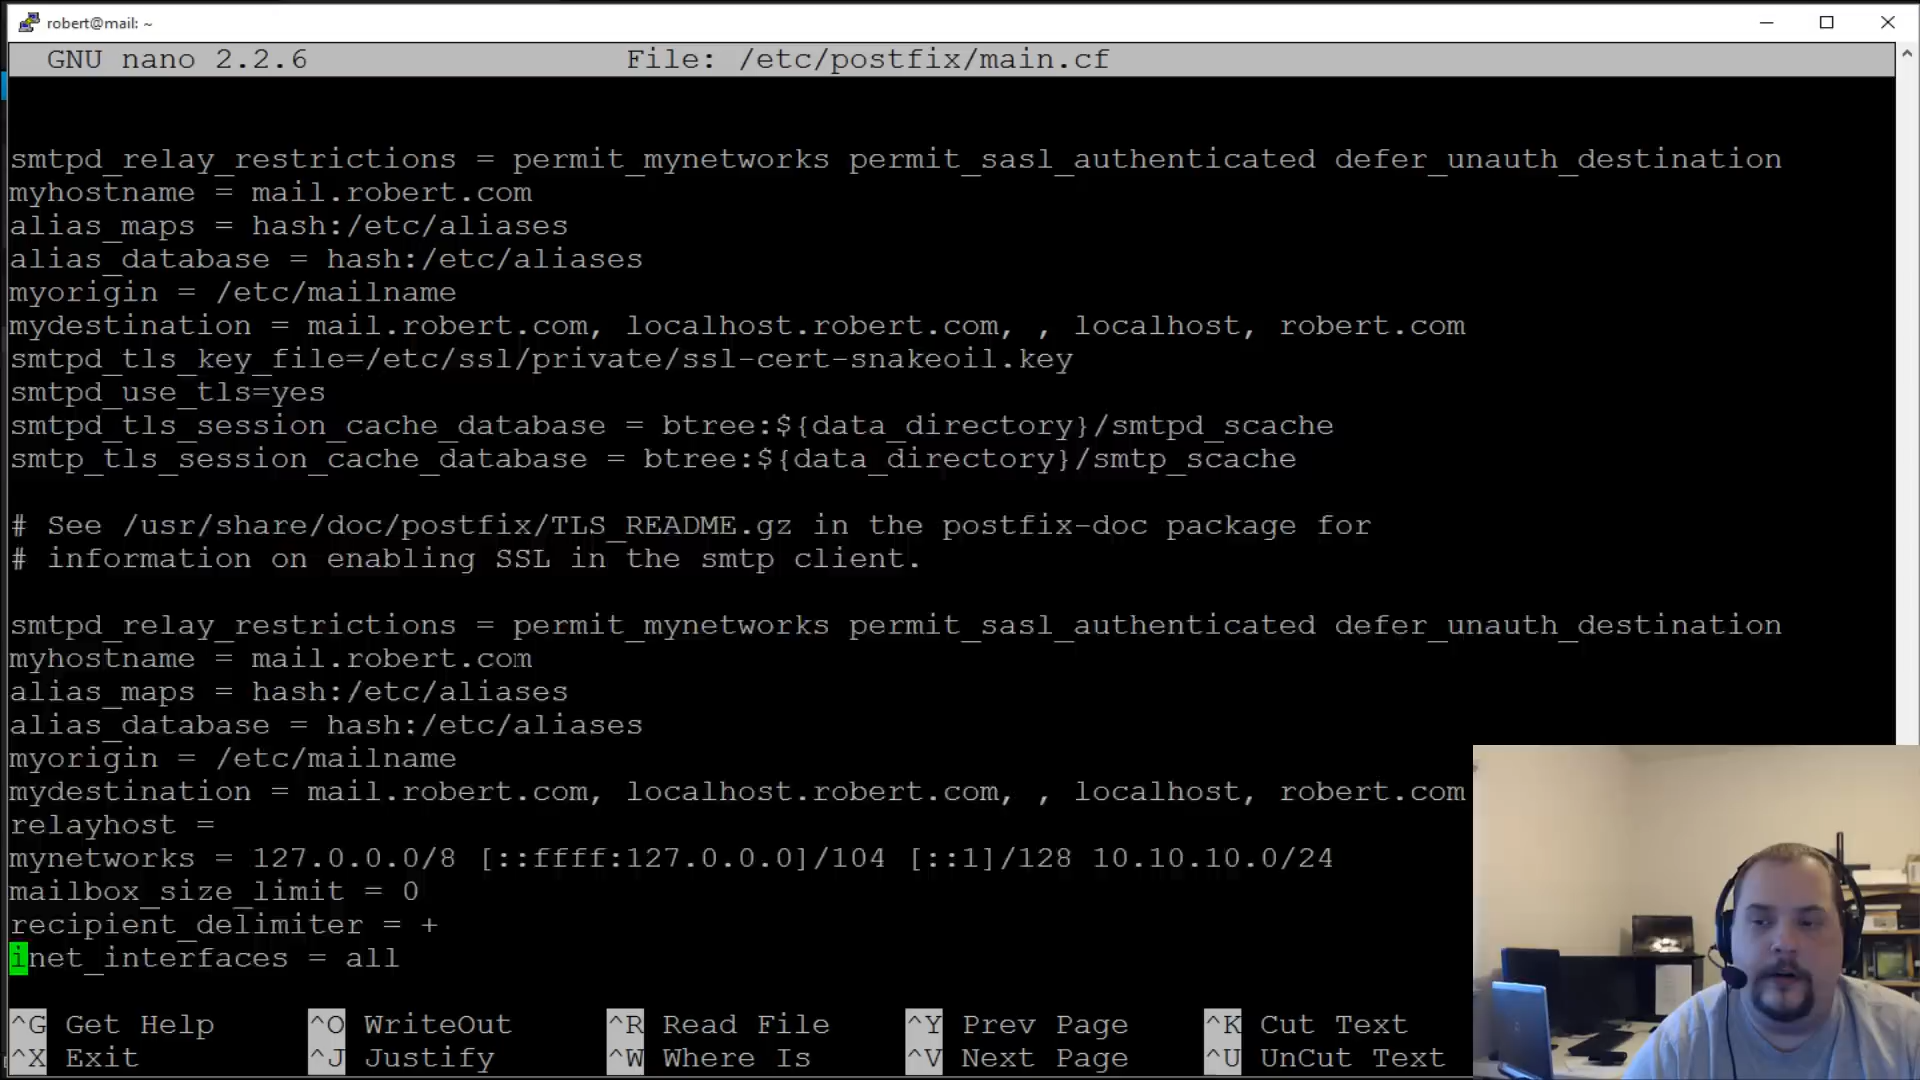 robert@mail: ~
GNU nano 2.2.6 File: /etc/postfix/main.cf
smtpd_relay_restrictions = permit_mynetworks permit_sasl_authenticated defer_unauth_destination
myhostname = mail.robert.com
alias_maps = hash:/etc/aliases
alias_database = hash:/etc/aliases
myorigin = /etc/mailname
mydestination = mail.robert.com, localhost.robert.com, , localhost, robert.com
smtpd_tls_key_file=/etc/ssl/private/ssl-cert-snakeoil.key
smtpd_use_tls=yes
smtpd_tls_session_cache_database = btree:${data_directory}/smtpd_scache
smtp_tls_session_cache_database = btree:${data_directory}/smtp_scache
# See /usr/share/doc/postfix/TLS_README.gz in the postfix-doc package for
# information on enabling SSL in the smtp client.
smtpd_relay_restrictions = permit_mynetworks permit_sasl_authenticated defer_unauth_destination
myhostname = mail.robert.com
alias_maps = hash:/etc/aliases
alias_database = hash:/etc/aliases
myorigin = /etc/mailname
mydestination = mail.robert.com, localhost.robert.com, , localhost, robert.com
relayhost =
mynetworks = 127.0.0.0/8 [::ffff:127.0.0.0]/104 [::1]/128 10.10.10.0/24
mailbox_size_limit = 0
recipient_delimiter = +
inet_interfaces = all
^G Get Help ^O WriteOut ^R Read File ^Y Prev Page ^K Cut Text
^X Exit ^J Justify ^W Where Is ^V Next Page ^U UnCut Text